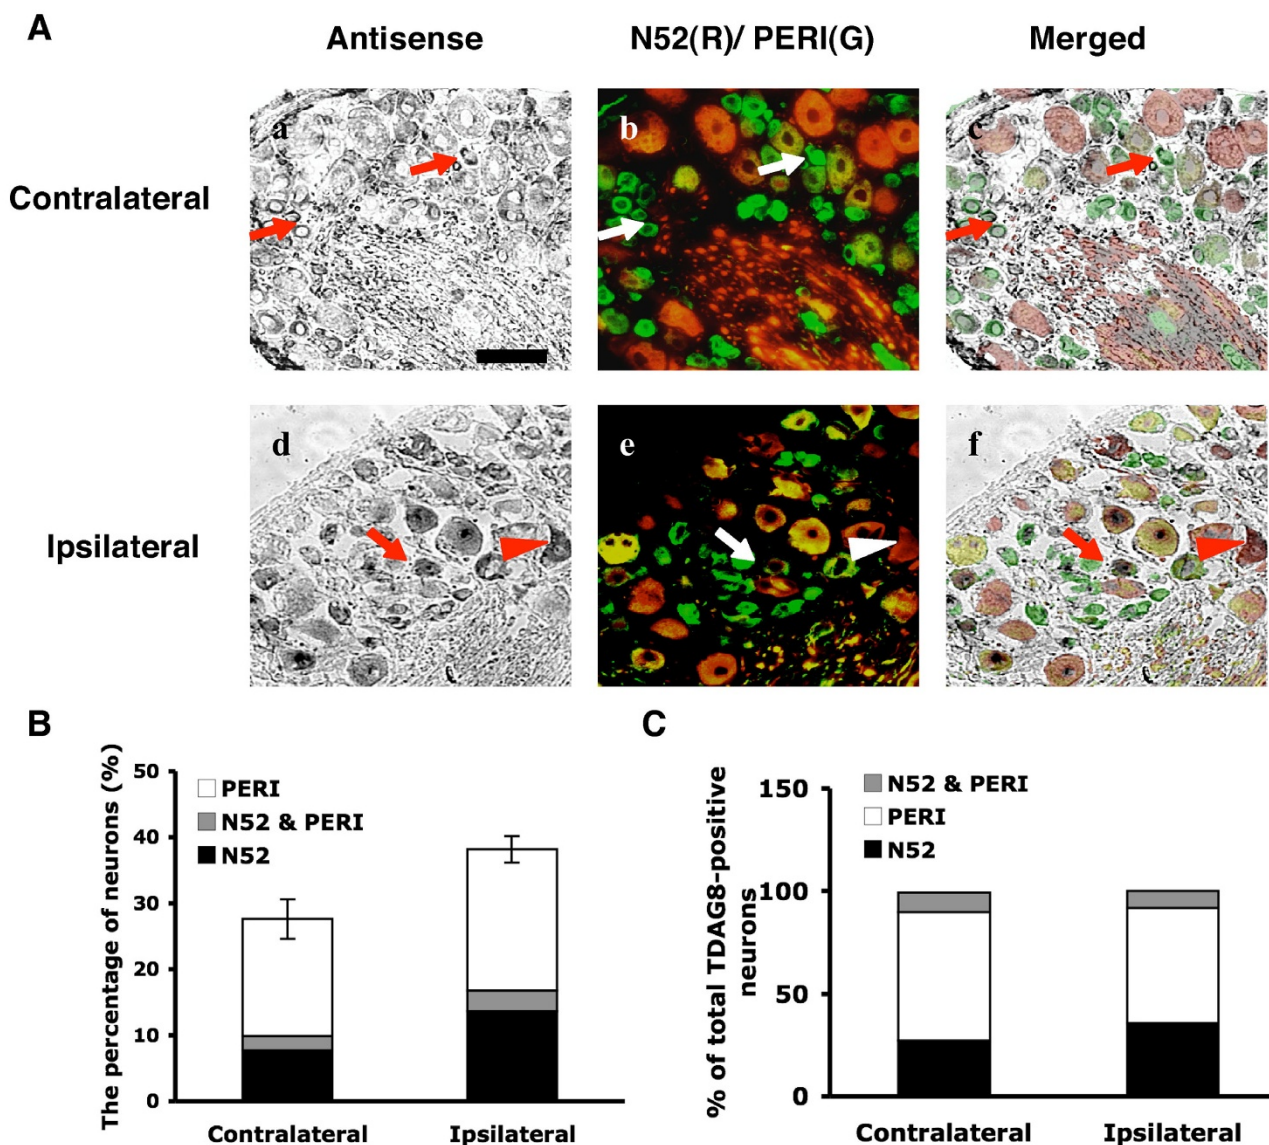 A
Antisense N52(R)/ PERI(G) Merged
Contralateral
a b c
Ipsilateral
d e f
B
The percentage of neurons (%)
50
40
30
20
10
0
PERI
N52 & PERI
N52
Contralateral Ipsilateral
C
% of total TDAG8-positive
neurons
150
100
50
0
N52 & PERI
PERI
N52
Contralateral Ipsilateral